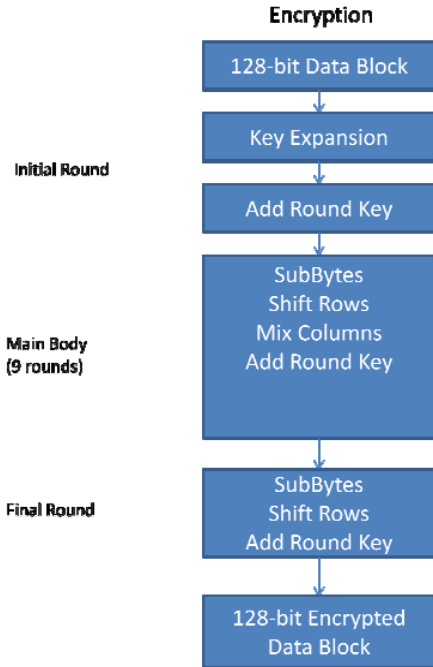 Encryption
128-bit Data Block
Key Expansion
Initial Round
Add Round Key
SubBytes
Shift Rows
Mix Columns
Add Round Key
Main Body
(9 rounds)
SubBytes
Shift Rows
Add Round Key
Final Round
128-bit Encrypted
Data Block